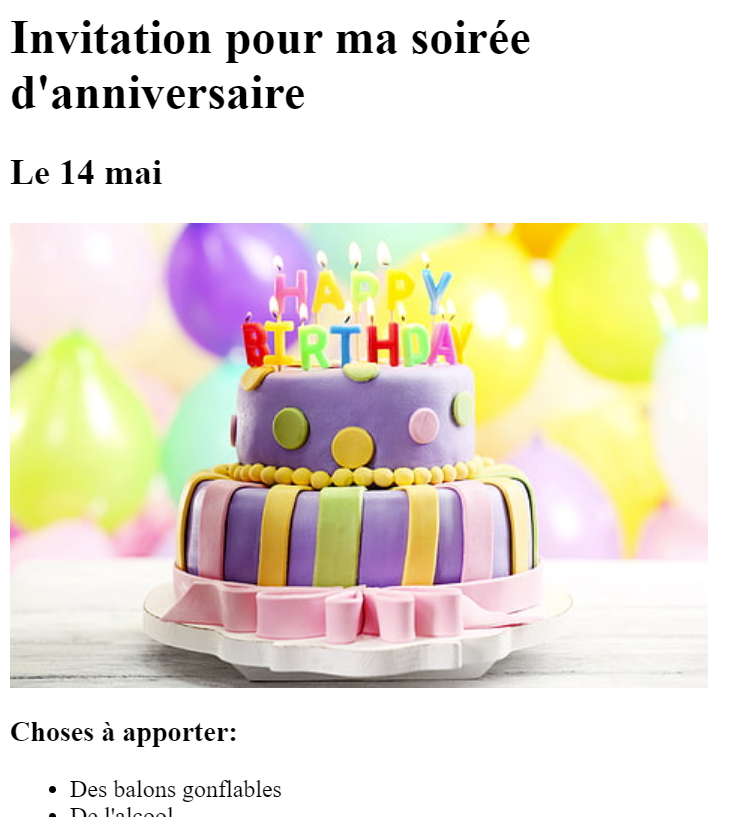 Invitation pour ma soirée
d'anniversaire
Le 14 mai
HAPPY
BIRTHDAY
Choses à apporter:
Des balons gonflables
De l'alcool